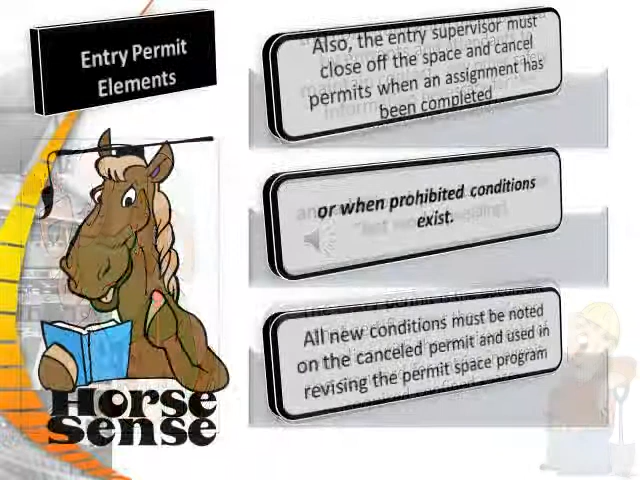 Entry Permit
Elements
Also, the entry supervisor must
close off the space and cancel
permits when an assignment has
been completed
or when prohibited conditions
exist.
All new conditions must be noted
on the canceled permit and used in
revising the permit space program
Horse
Sense